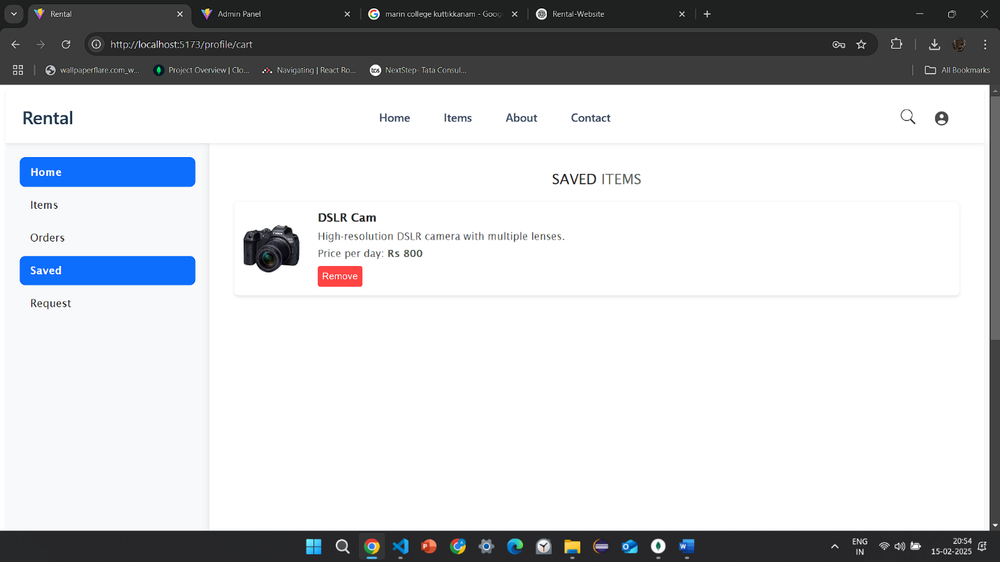 Rental
Admin Panel
marin college kuttikkanam - Goog
Rental-Website
http://localhost:5173/profile/cart
wallpaperflare.com_w...
Project Overview | Clo...
Navigating | React Ro...
tcs
NextStep- Tata Consul...
All Bookmarks
Rental
Home
Items
About
Contact
Home
Items
Orders
Saved
Request
SAVED ITEMS
Canon
DSLR Cam
High-resolution DSLR camera with multiple lenses.
Price per day: Rs 800
Remove
ENG
IN
20:54
15-02-2025